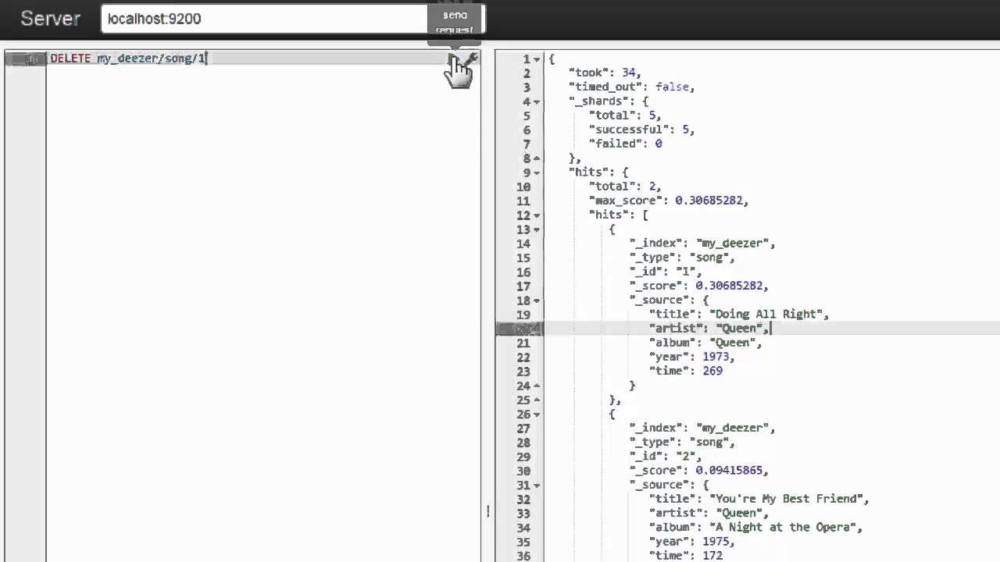 Server
localhost:9200
send
request
DELETE my_deezer/song/1
1 {
2 "took": 34,
3 "timed_out": false,
4 "_shards": {
5 "total": 5,
6 "successful": 5,
7 "failed": 0
8 },
9 "hits": {
10 "total": 2,
11 "max_score": 0.30685282,
12 "hits": [
13 {
14 "_index": "my_deezer",
15 "_type": "song",
16 "_id": "1",
17 "_score": 0.30685282,
18 "_source": {
19 "title": "Doing All Right",
"artist": "Queen",
21 "album": "Queen",
22 "year": 1973,
23 "time": 269
24 }
25 },
26 {
27 "_index": "my_deezer",
28 "_type": "song",
29 "_id": "2",
30 "_score": 0.09415865,
31 "_source": {
32 "title": "You're My Best Friend",
33 "artist": "Queen",
34 "album": "A Night at the Opera",
35 "year": 1975,
36 "time": 172